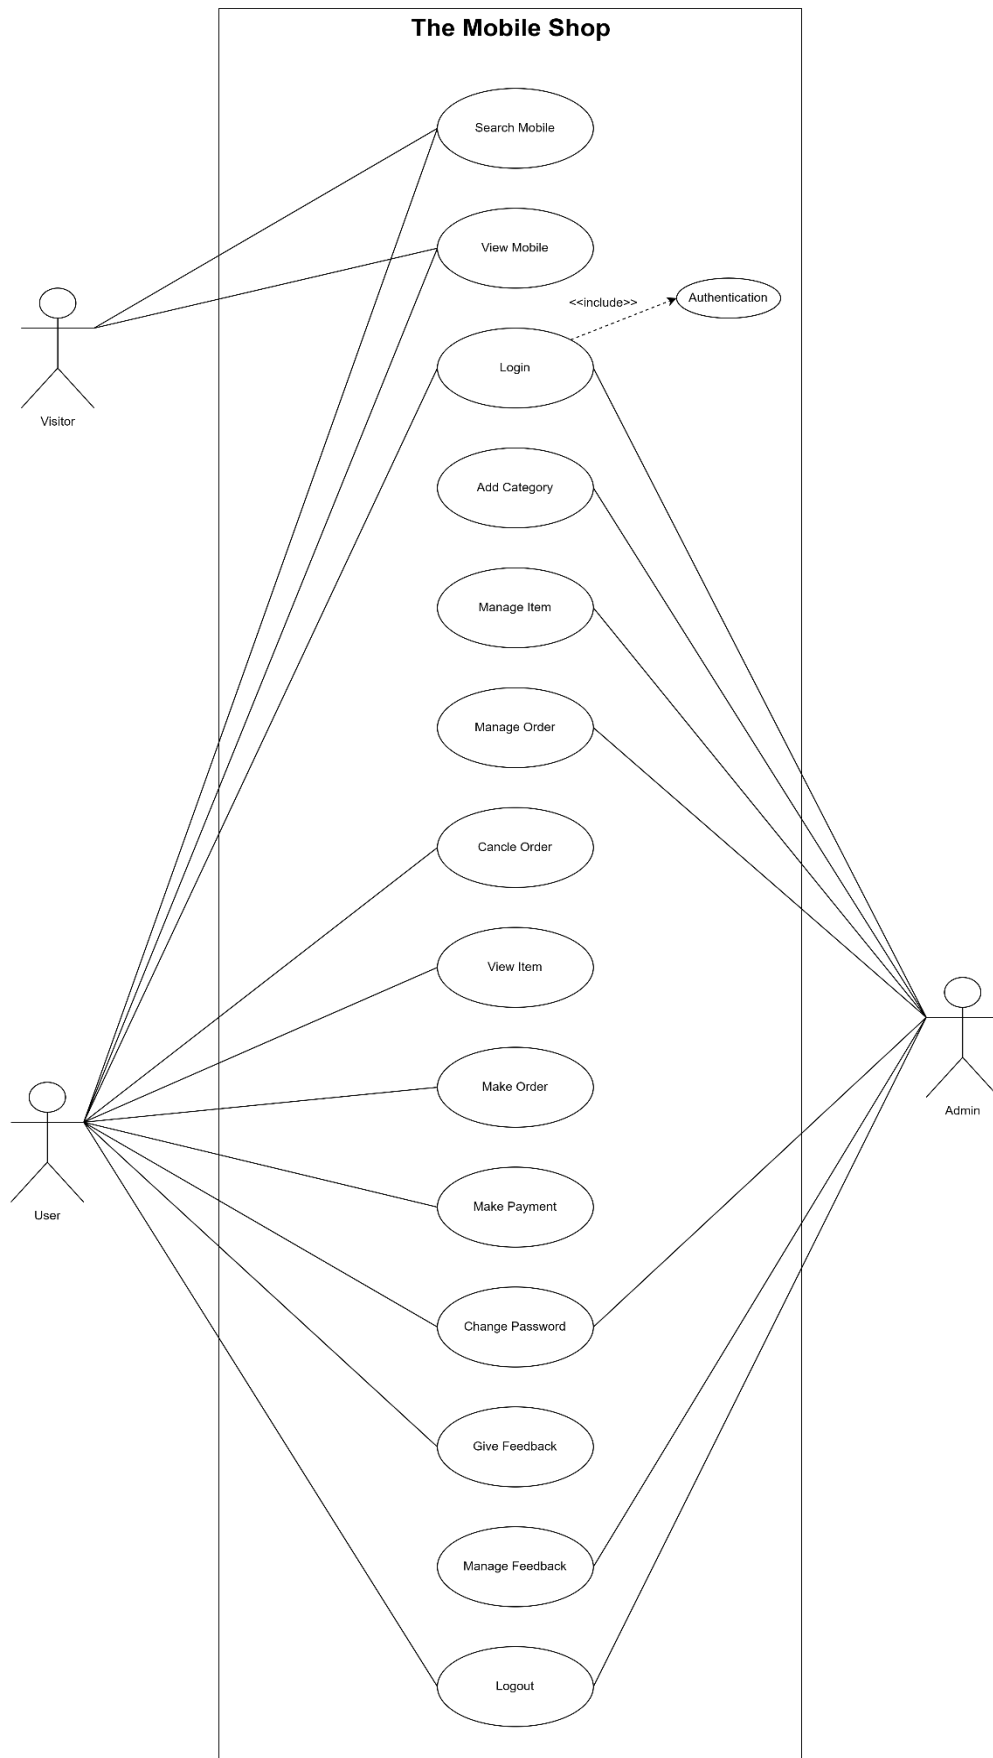 The Mobile Shop
Search Mobile
View Mobile
<<include>>
Authentication
Login
Visitor
Add Category
Manage Item
Manage Order
Cancle Order
View Item
Make Order
Admin
Make Payment
User
Change Password
Give Feedback
Manage Feedback
Logout